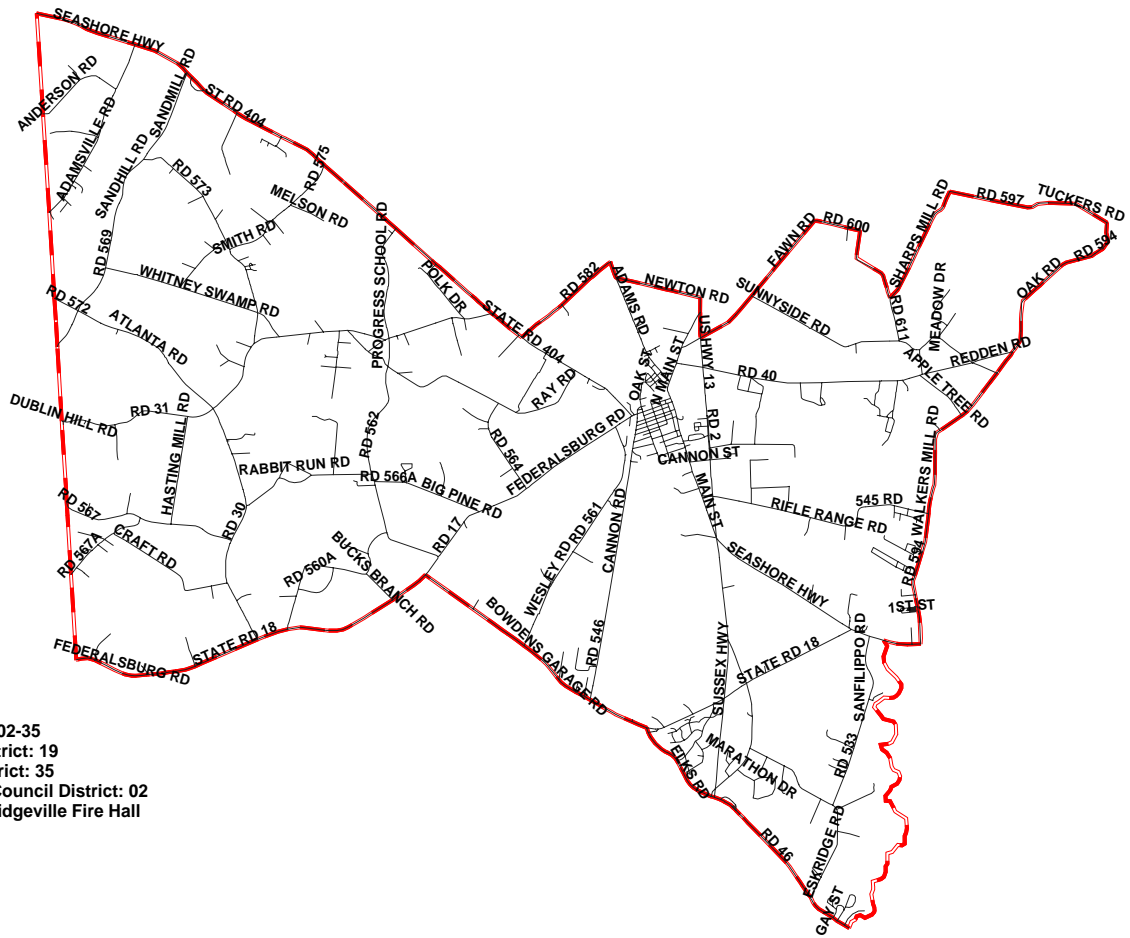 SEASHORE HWY
ANDERSON RD
ADAMSVILLE RD
SANDMILL RD
SANDHILL RD
ST RD 404
RD 575
RD 573
MELSON RD
SMITH RD
RD 569
WHITNEY SWAMP RD
PROGRESS SCHOOL RD
POLK DR
RD 572
ATLANTA RD
STATE RD 404
RD 582
ADAMS RD
NEWTON RD
FAWN RD
RD 600
SHARPS MILL RD
RD 597
TUCKERS RD
RD 594
OAK RD
SUNNYSIDE RD
RD 611
MEADOW DR
REDDEN RD
APPLE TREE RD
USHWY 13
OAK ST
N MAIN ST
RD 40
RAY RD
DUBLIN HILL RD
RD 31
HASTING MILL RD
RD 562
RD 564
FEDERALSBURG RD
RD 2
CANNON ST
MAIN ST
RABBIT RUN RD
RD 566A
BIG PINE RD
RD 567
RD 30
RD 567A
CRAFT RD
RD 17
RD 560A
BUCKS BRANCH RD
RD 561
WESLEY RD
CANNON RD
RIFLE RANGE RD
545 RD
WALKERS MILL RD
RD 594
SEASHORE HWY
1ST ST
BOWDENS GARAGE RD
RD 546
STATE RD 18
FEDERALSBURG RD
SUSSEX HWY
STATE RD 18
SANFILIPPO RD
ELKS RD
MARATHON DR
RD 533
RD 46
ESKRIDGE RD
GAY ST
02-35
trict: 19
rict: 35
Council District: 02
idgeville Fire Hall